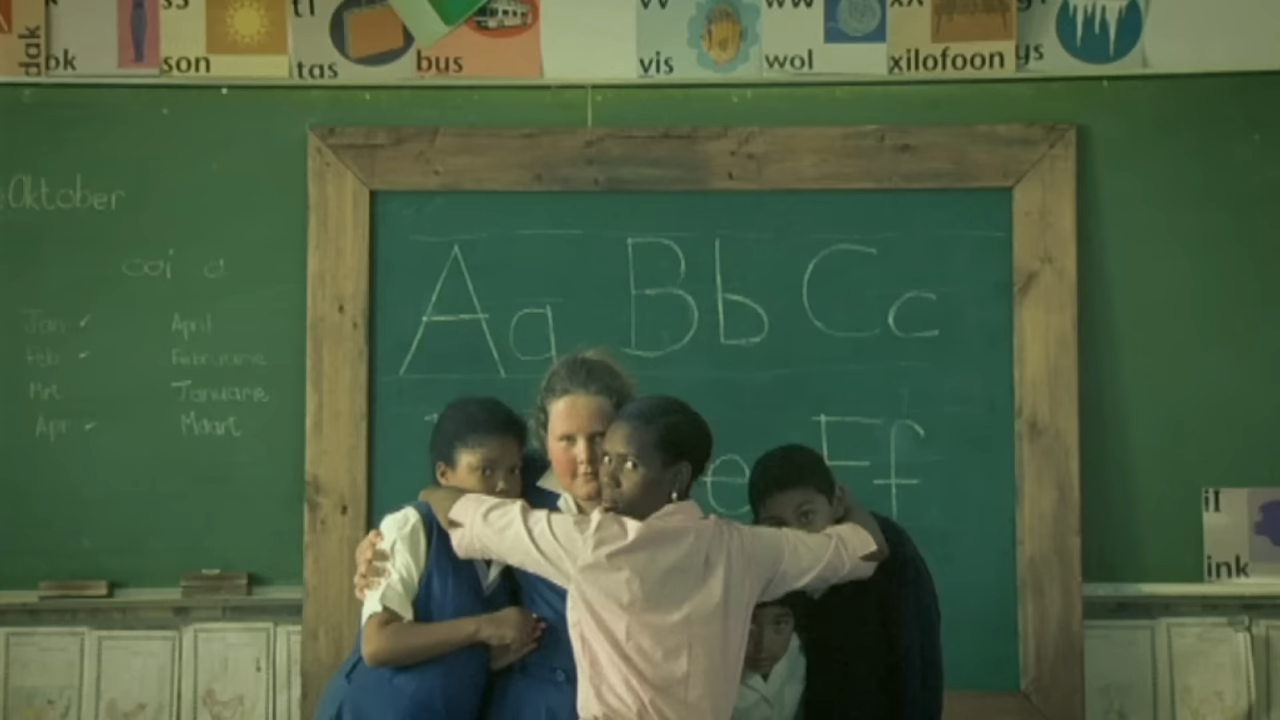 dak
ok
son
tas
bus
vis
wol
xilofoon
ys
Oktober
Jan
Feb
Mrt
Apr
April
Februarie
Januarie
Maart
Aa Bb Cc
e Ff
ink